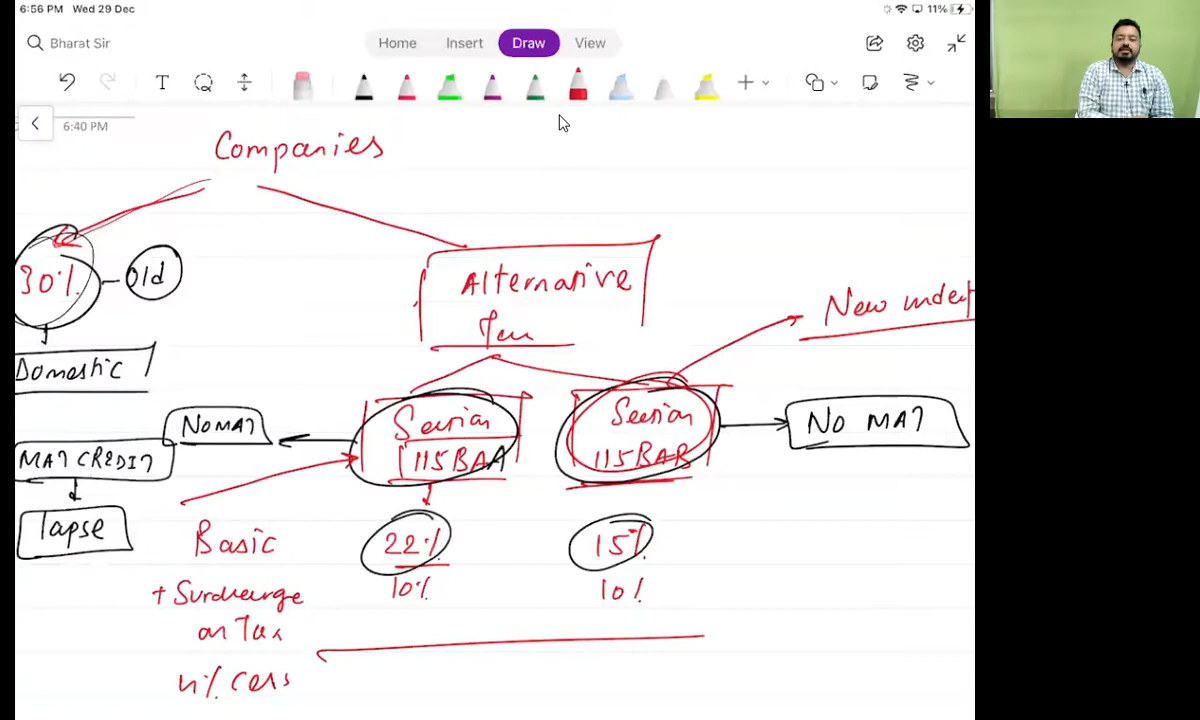 6:56 PM Wed 29 Dec
11%
Bharat Sir
Home Insert Draw View
6:40 PM
Companies
30%
Old
Domestic
Alternative
New undert
NO MAT
MAT CREDIT
lapse
Section
115BAA
Section
115BAB
NO MAT
Basic
+ Surcharge
on Tax
4% Cess
22%
10%
15%
10%